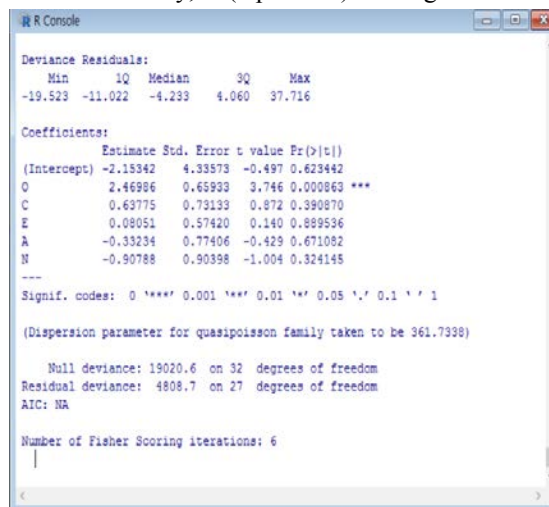 R Console
Deviance Residuals:
Min 1Q Median 3Q Max
-19.523 -11.022 -4.233 4.060 37.716
Coefficients:
Estimate Std. Error t value Pr(>|t|)
(Intercept) -2.15342 4.33573 -0.497 0.623442
O 2.46986 0.65933 3.746 0.000863 ***
C 0.63775 0.73133 0.872 0.390870
E 0.08051 0.57420 0.140 0.889536
A -0.33234 0.77406 -0.429 0.671082
N -0.90788 0.90398 -1.004 0.324145
---
Signif. codes: 0 '***' 0.001 '**' 0.01 '*' 0.05 '.' 0.1 ' ' 1
(Dispersion parameter for quasipoisson family taken to be 361.7338)
Null deviance: 19020.6 on 32 degrees of freedom
Residual deviance: 4808.7 on 27 degrees of freedom
AIC: NA
Number of Fisher Scoring iterations: 6